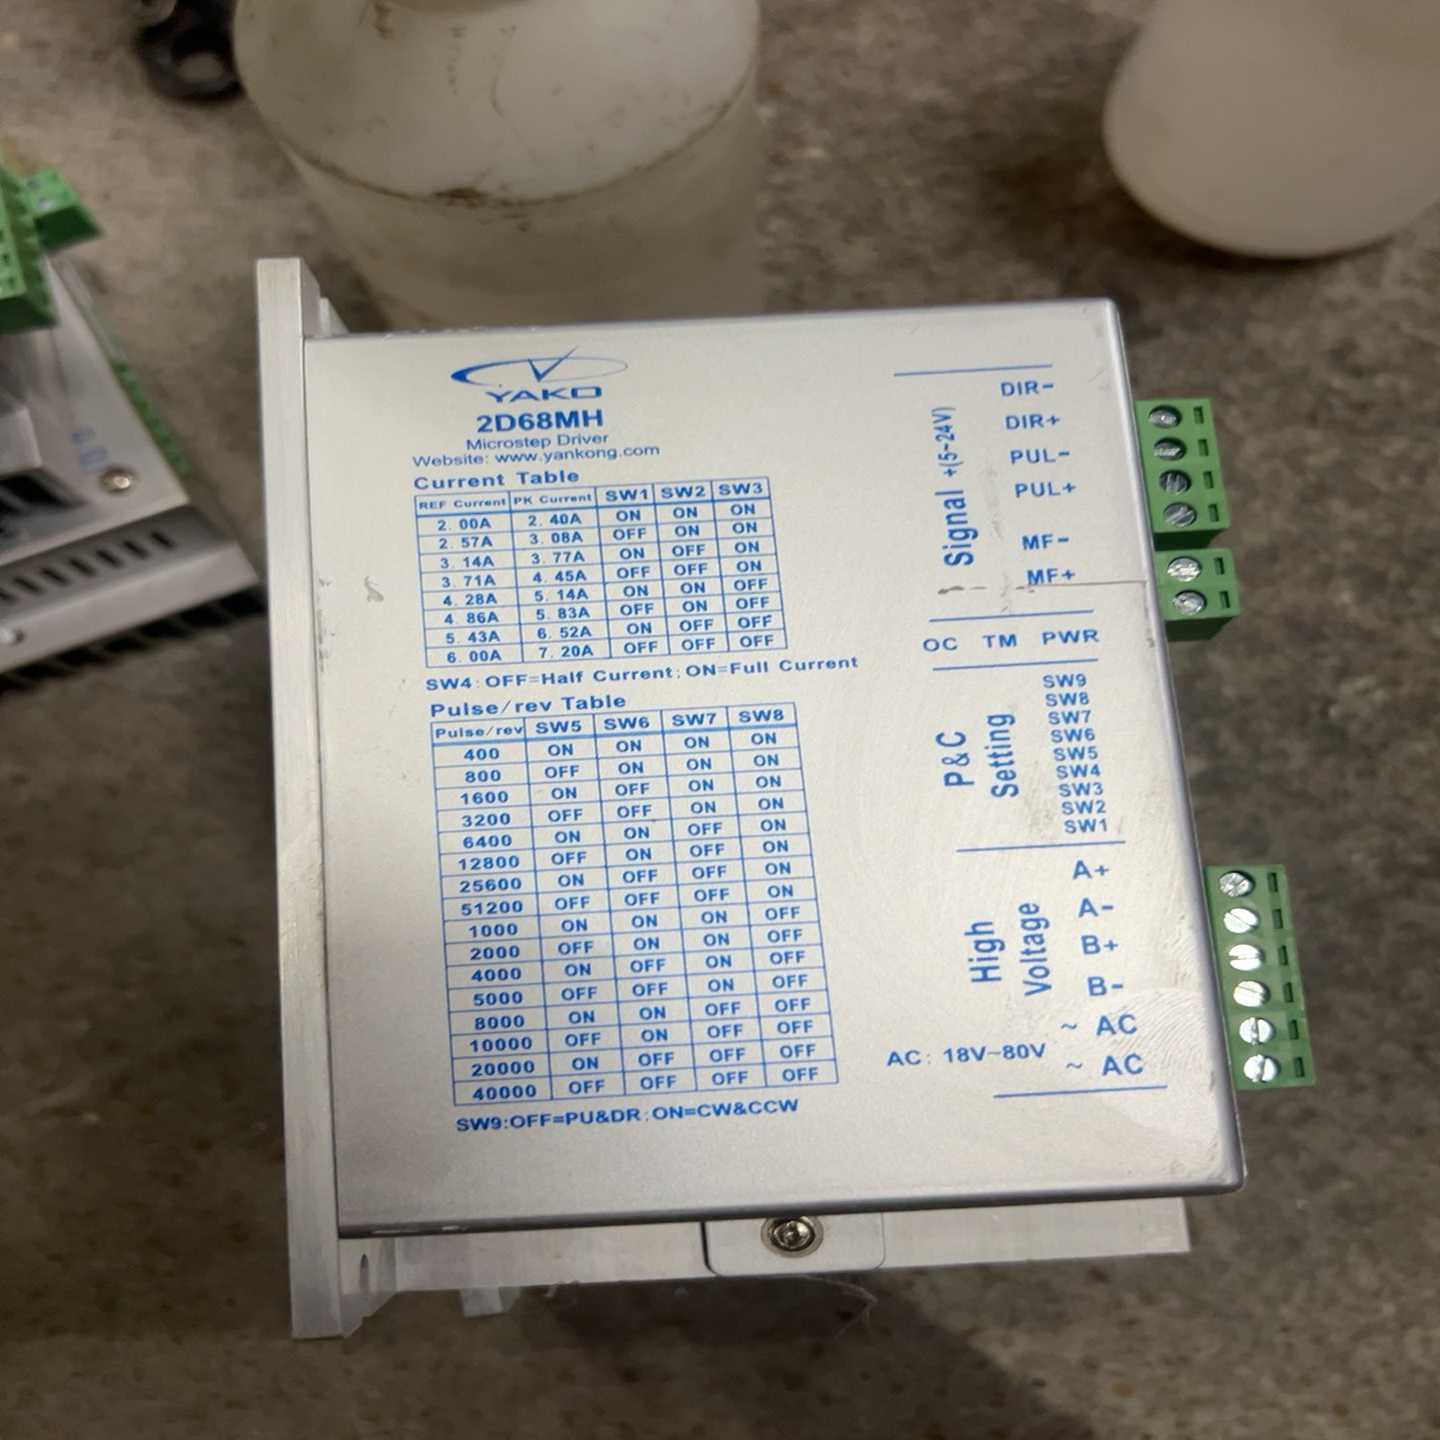 YAKO
2D68MH
Microstep Driver
Website: www.yankong.com
Current Table
REF Current PK Current SW1 SW2 SW3
2. 00A 2. 40A ON ON ON
2. 57A 3. 08A OFF ON ON
3. 14A 3. 77A ON OFF ON
3. 71A 4. 45A OFF OFF ON
4. 28A 5. 14A ON ON OFF
4. 86A 5. 83A OFF ON OFF
5. 43A 6. 52A ON OFF OFF
6. 00A 7. 20A OFF OFF OFF
SW4:OFF=Half Current;ON=Full Current
Pulse/rev Table
Pulse/rev SW5 SW6 SW7 SW8
400 ON ON ON ON
800 OFF ON ON ON
1600 ON OFF ON ON
3200 OFF OFF ON ON
6400 ON ON OFF ON
12800 OFF ON OFF ON
25600 ON OFF OFF ON
51200 OFF OFF OFF ON
1000 ON ON ON OFF
2000 OFF ON ON OFF
4000 ON OFF ON OFF
5000 OFF OFF ON OFF
8000 ON ON OFF OFF
10000 OFF ON OFF OFF
20000 ON OFF OFF OFF
40000 OFF OFF OFF OFF
SW9:OFF=PU&DR;ON=CW&CCW
Signal +(5~24V)
DIR-
DIR+
PUL-
PUL+
MF-
MF+
OC TM PWR
P&C
Setting
SW9
SW8
SW7
SW6
SW5
SW4
SW3
SW2
SW1
High
Voltage
A+
A-
B+
B-
~ AC
AC: 18V~80V
~ AC